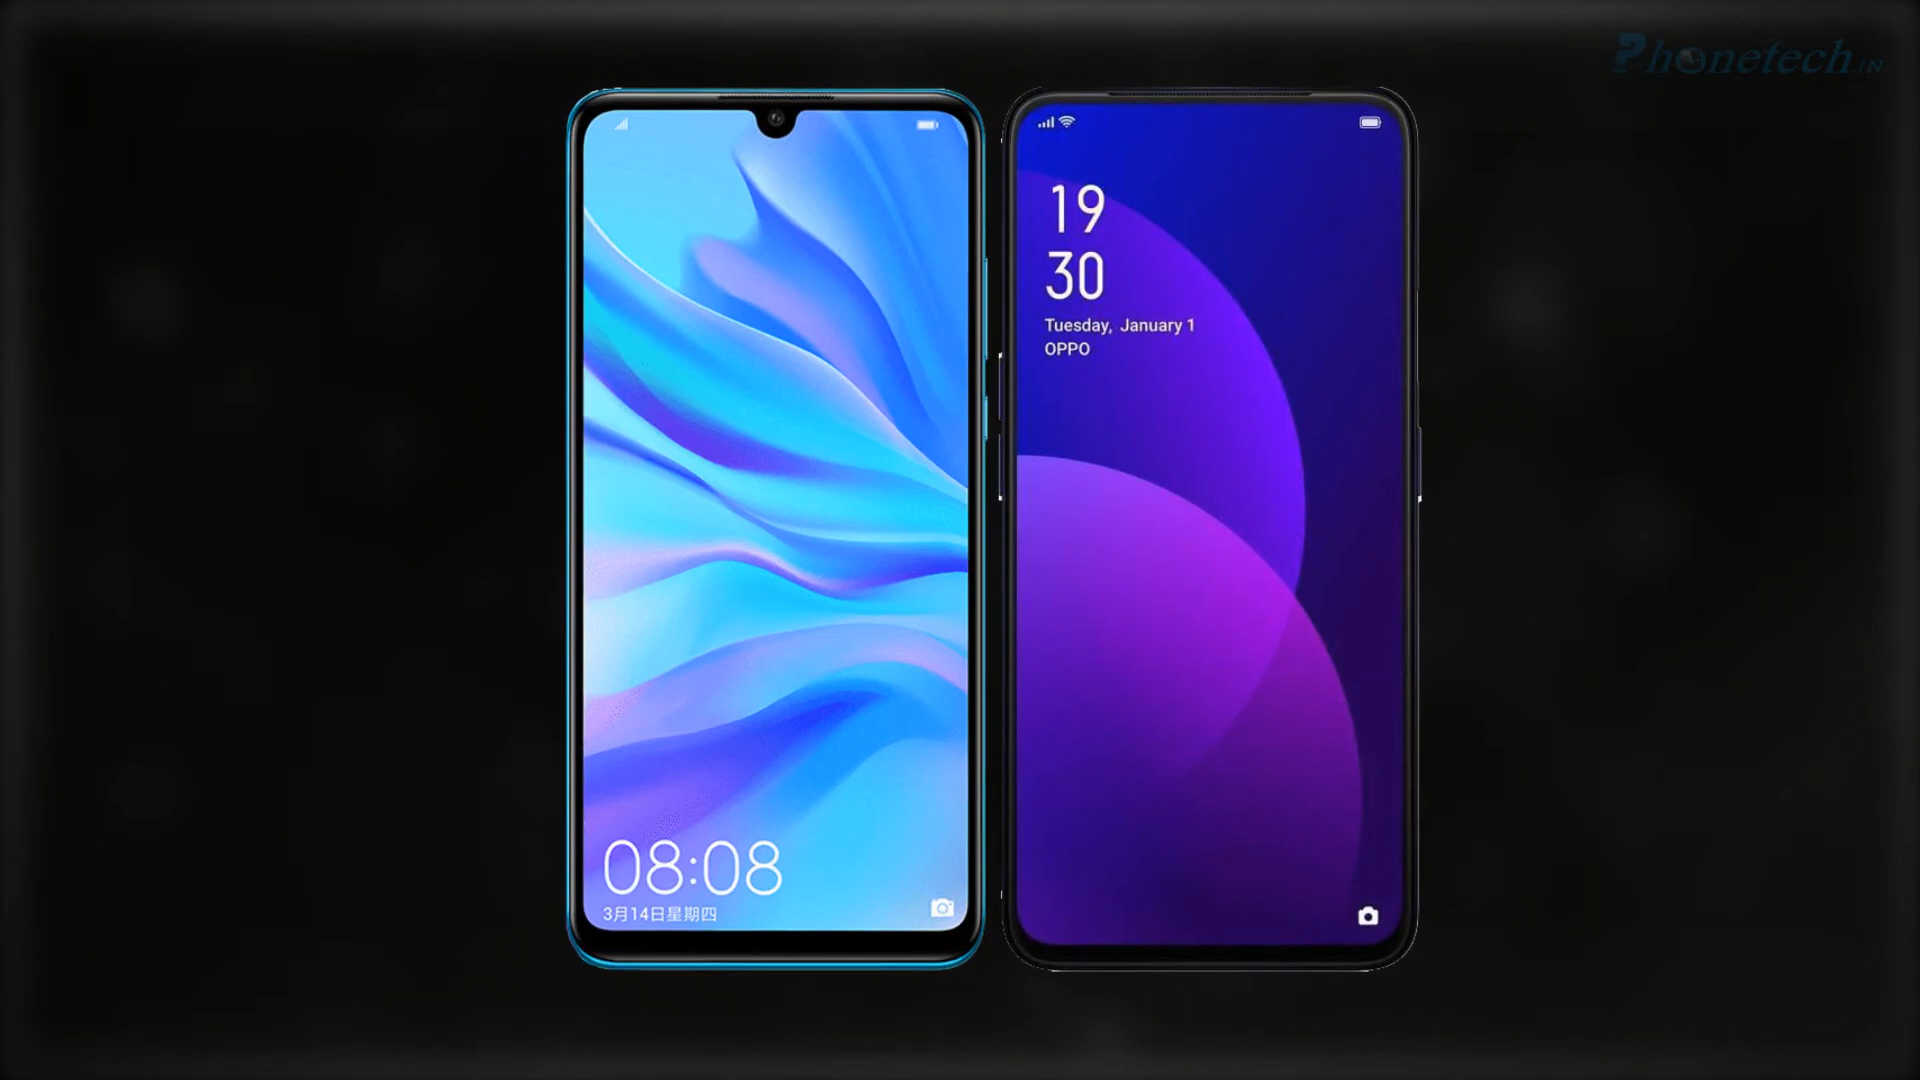 Phonetech.IN
08:08
3月14日星期四
19
30
Tuesday, January 1
OPPO